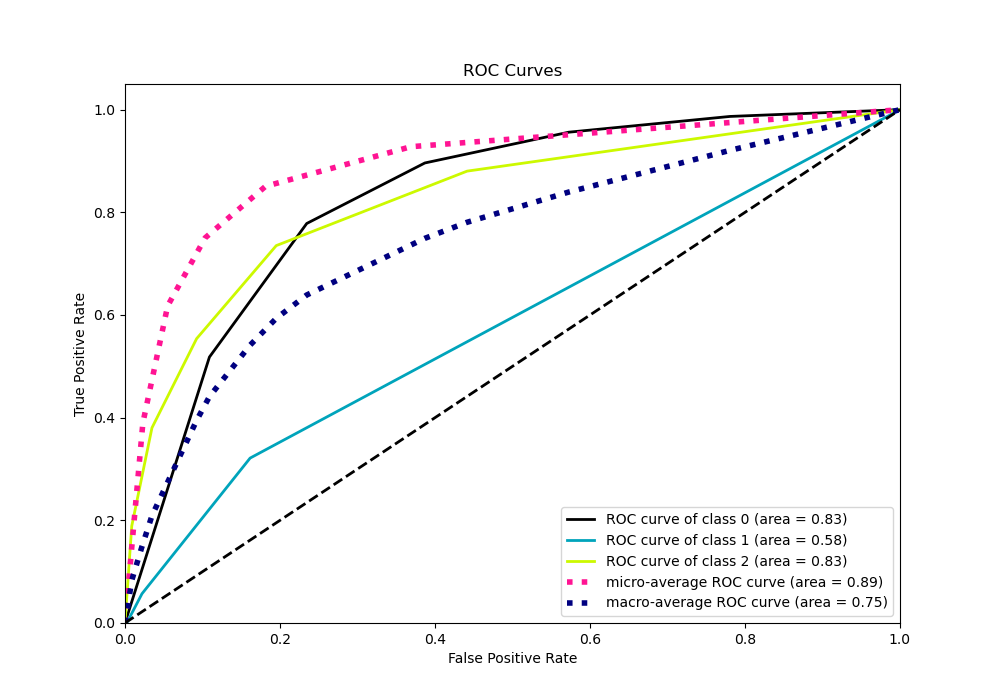 ROC Curves
True Positive Rate
1.0
0.8
0.6
0.4
0.2
0.0
0.0 0.2 0.4 0.6 0.8 1.0
False Positive Rate
ROC curve of class 0 (area = 0.83)
ROC curve of class 1 (area = 0.58)
ROC curve of class 2 (area = 0.83)
micro-average ROC curve (area = 0.89)
macro-average ROC curve (area = 0.75)